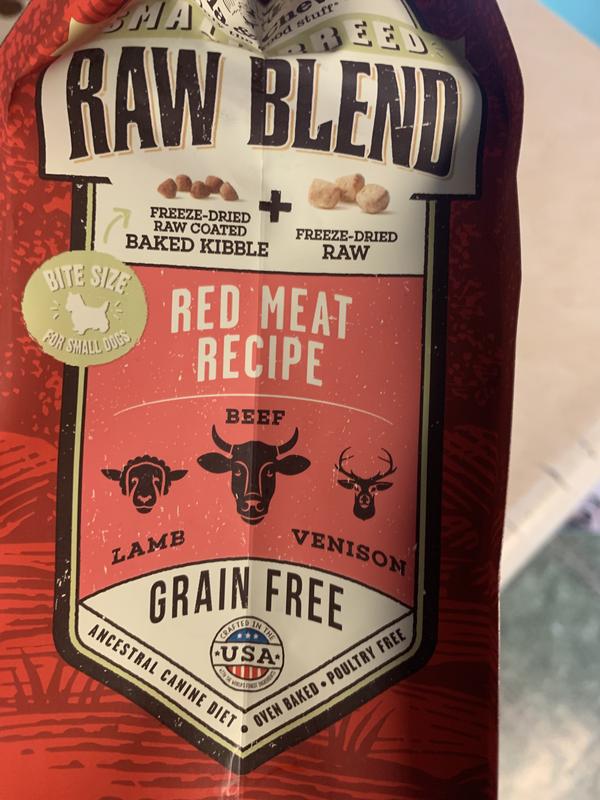 RAW BLEND
FREEZE-DRIED
RAW COATED
BAKED KIBBLE
+
FREEZE-DRIED
RAW
BITE SIZE
FOR SMALL DOGS
RED MEAT
RECIPE
BEEF
LAMB
VENISON
GRAIN FREE
CRAFTED IN THE
USA
ANCESTRAL CANINE DIET • OVEN BAKED • POULTRY FREE